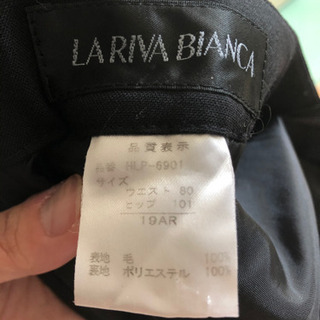 LA RIVA BIANCA
品質表示
品番 HLP-6901
サイズ
ウエスト 80
ヒップ 101
19AR
表地 毛 100%
裏地 ポリエステル 100%